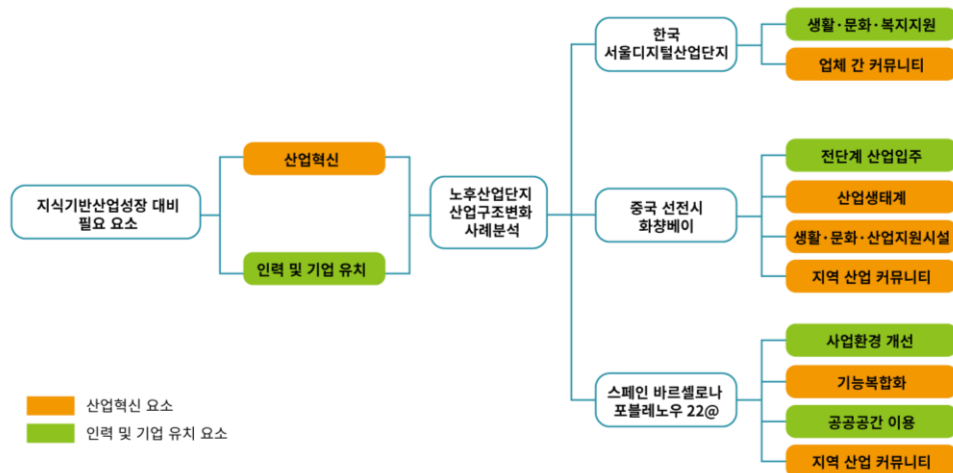 지식기반산업성장 대비
필요 요소
산업혁신
인력 및 기업 유치
노후산업단지
산업구조변화
사례분석
한국
서울디지털산업단지
생활·문화·복지지원
업체 간 커뮤니티
중국 선전시
화챵베이
전단계 산업입주
산업생태계
생활·문화·산업지원시설
지역 산업 커뮤니티
스페인 바르셀로나
포블레노우 22@
사업환경 개선
기능복합화
공공공간 이용
지역 산업 커뮤니티
산업혁신 요소
인력 및 기업 유치 요소